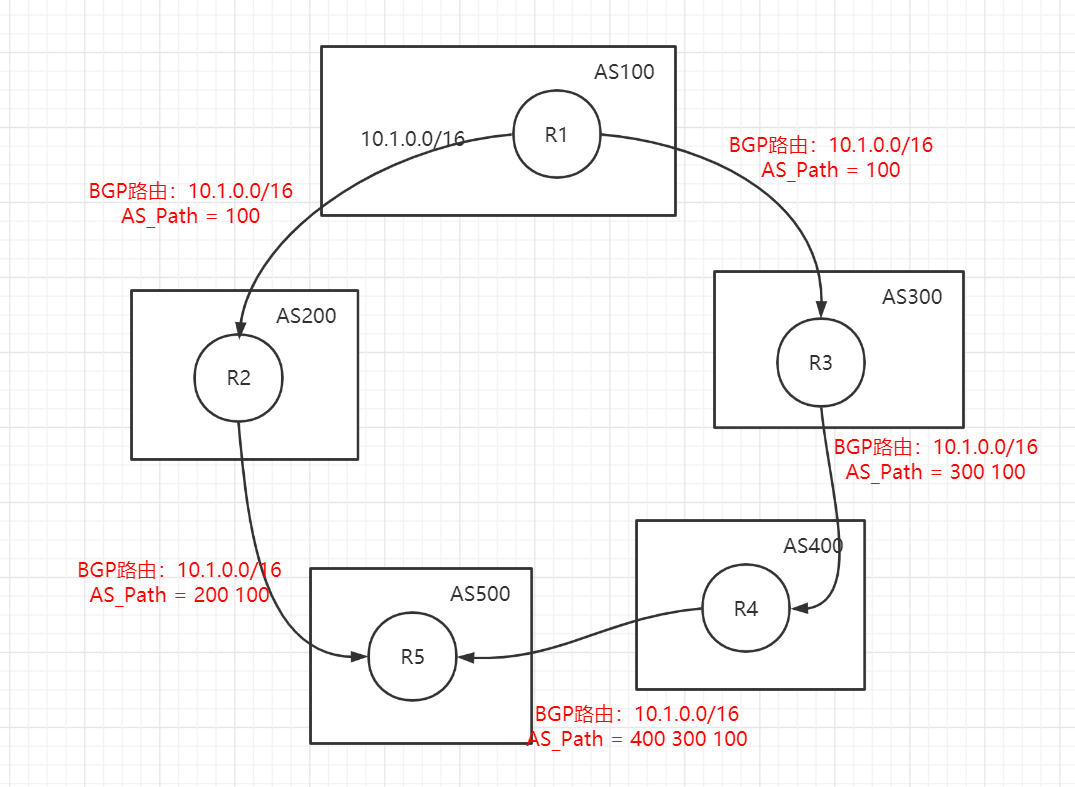 AS100
10.1.0.0/16
R1
BGP路由：10.1.0.0/16
AS_Path = 100
BGP路由：10.1.0.0/16
AS_Path = 100
AS200
R2
AS300
R3
BGP路由：10.1.0.0/16
AS_Path = 300 100
AS400
R4
BGP路由：10.1.0.0/16
AS_Path = 200 100
AS500
R5
BGP路由：10.1.0.0/16
AS_Path = 400 300 100